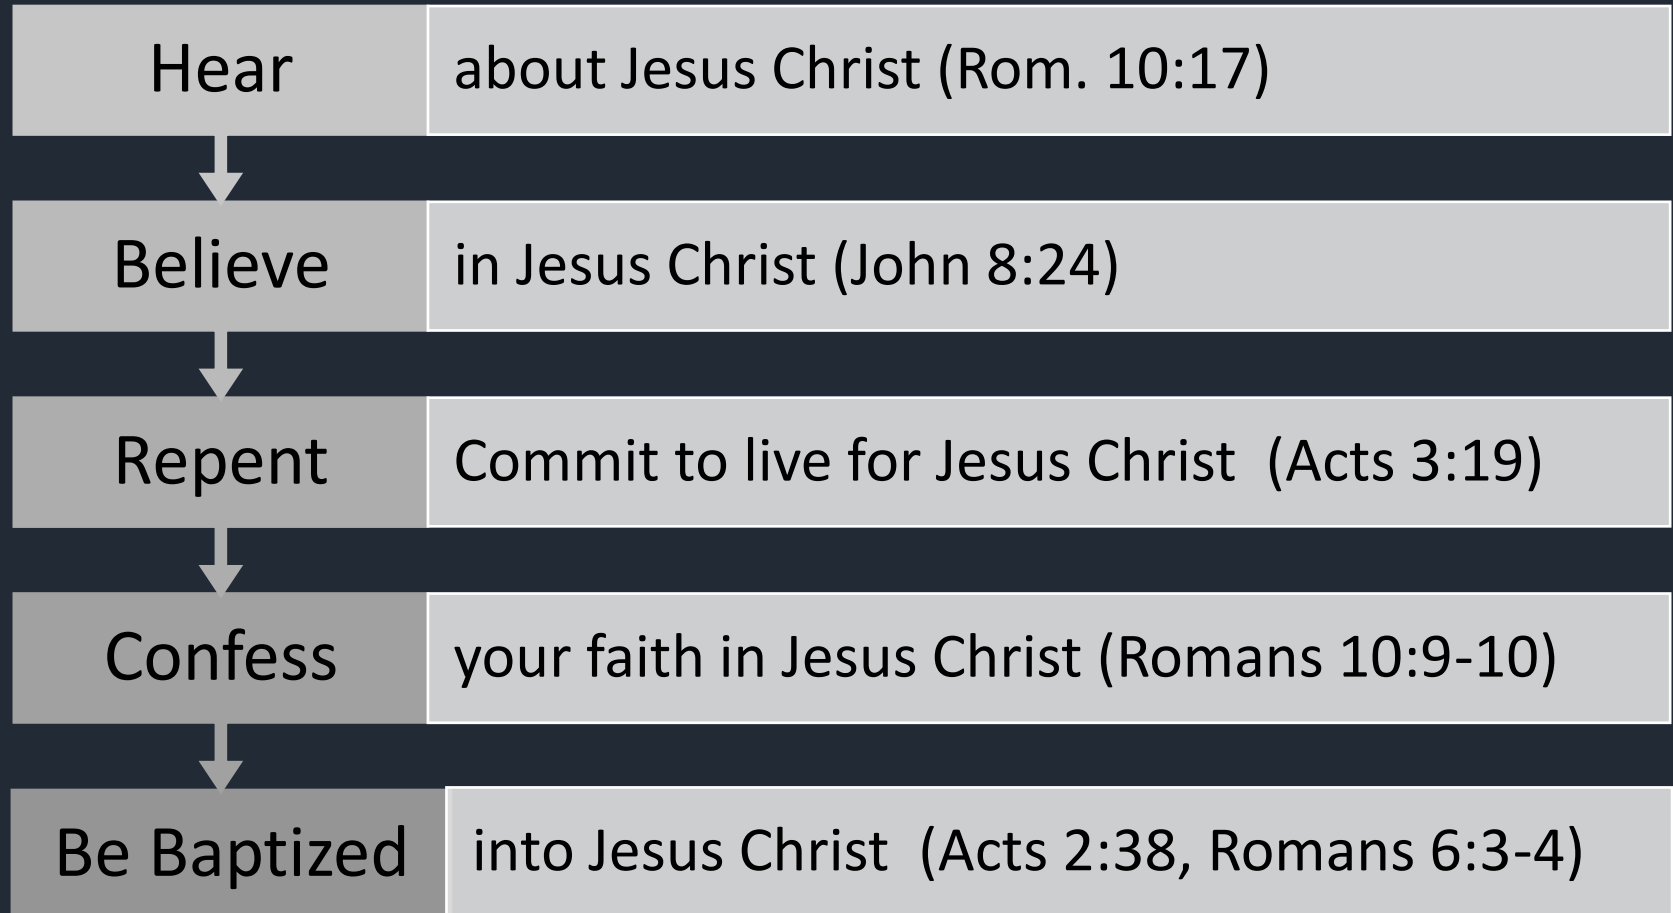 Hear about Jesus Christ (Rom. 10:17)
Believe in Jesus Christ (John 8:24)
Repent Commit to live for Jesus Christ (Acts 3:19)
Confess your faith in Jesus Christ (Romans 10:9-10)
Be Baptized into Jesus Christ (Acts 2:38, Romans 6:3-4)